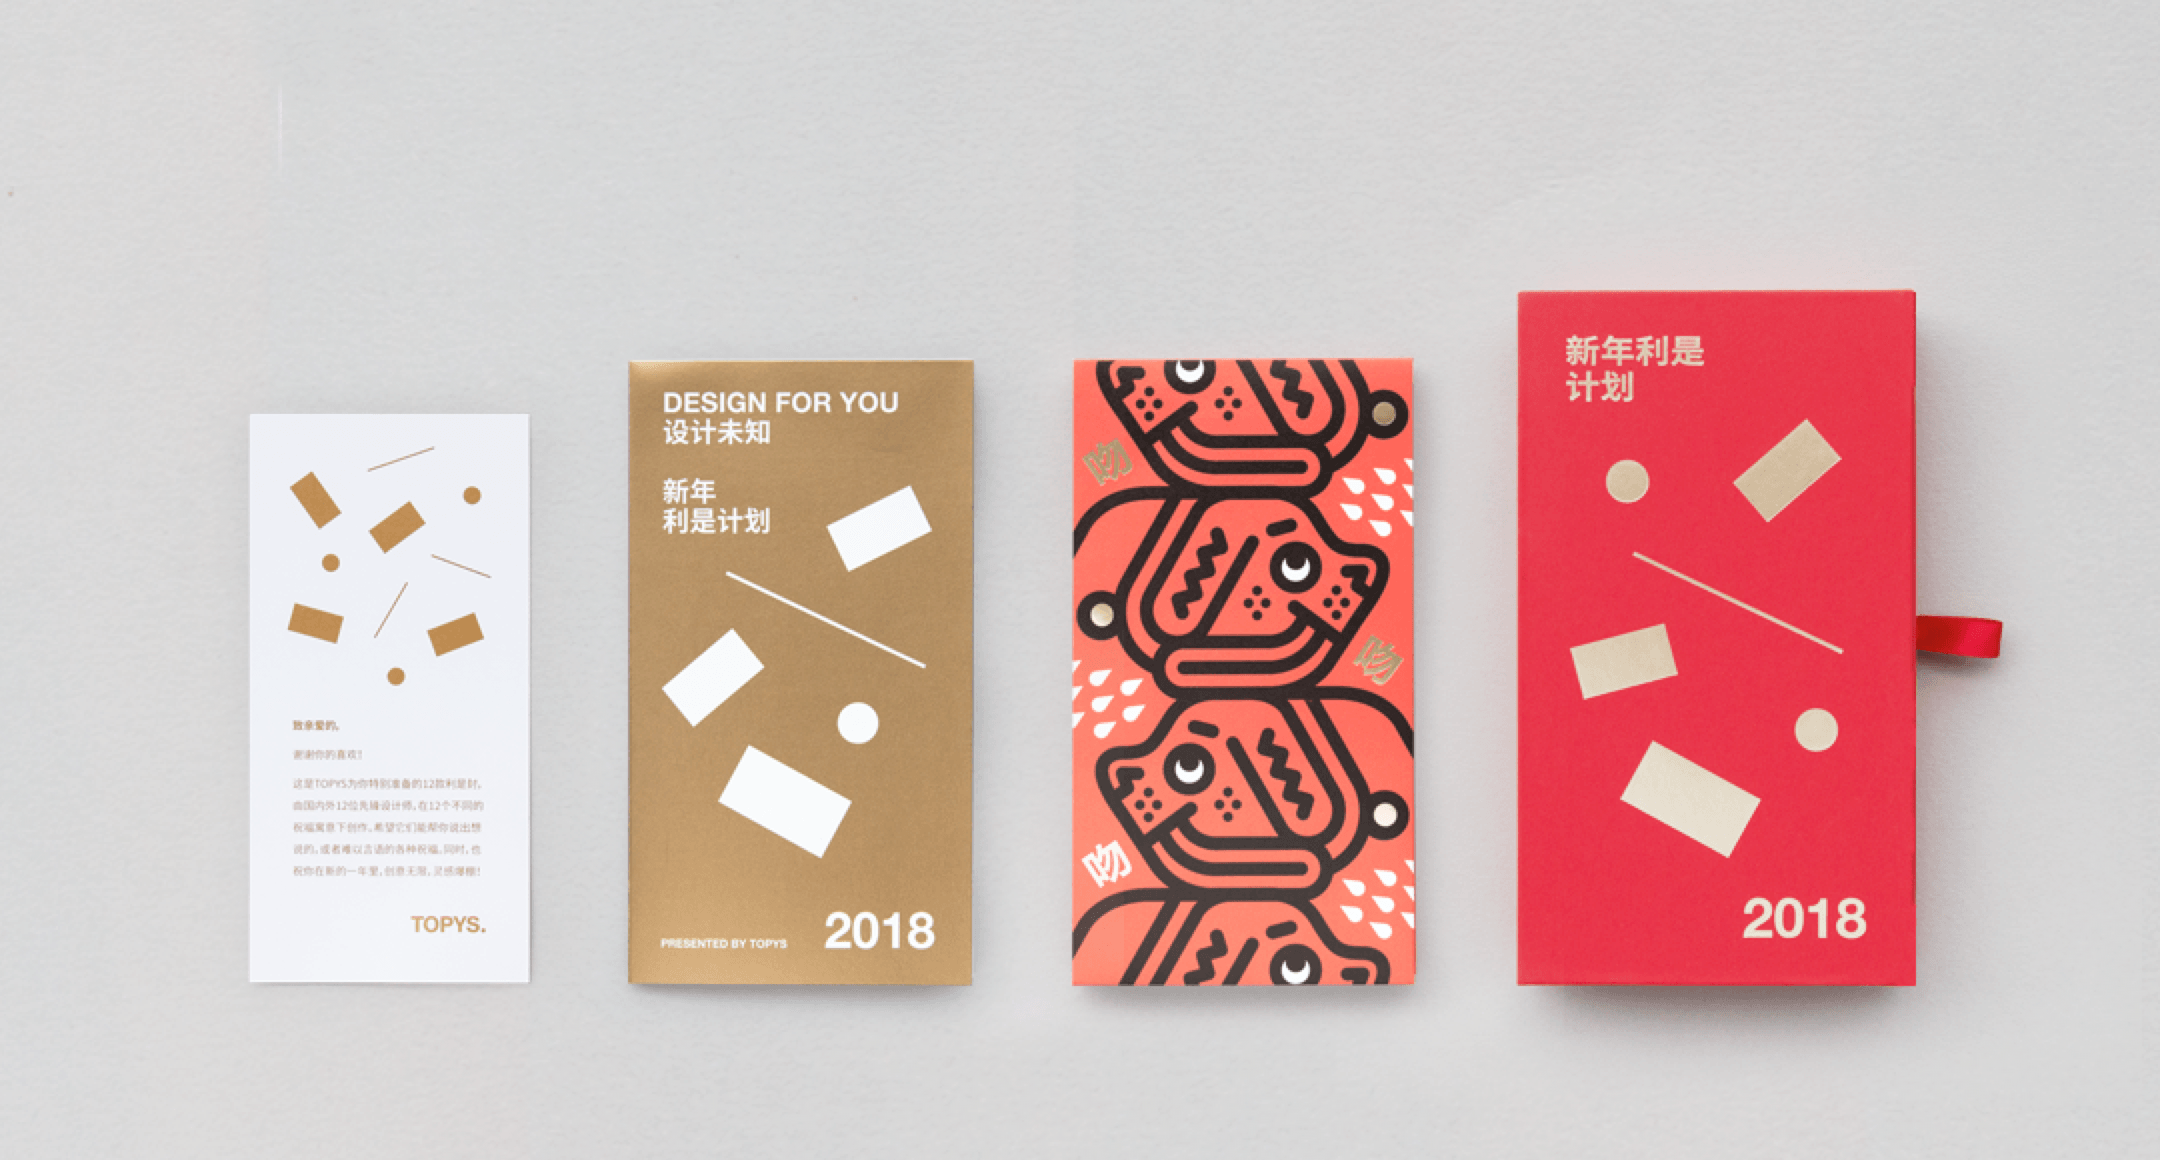 致亲爱的，
谢谢你的喜欢！
这是TOPYS为你特别准备的12款利是封，
由国内外12位先锋设计师，在12个不同的
祝福寓意下创作。希望它们能帮你说出想
说的，或者难以言语的各种祝福。同时，也
祝你在新的一年里，创意无限，灵感爆棚！
TOPYS.
DESIGN FOR YOU
设计未知
新年
利是计划
PRESENTED BY TOPYS
2018
吻
吻
吻
新年利是
计划
2018